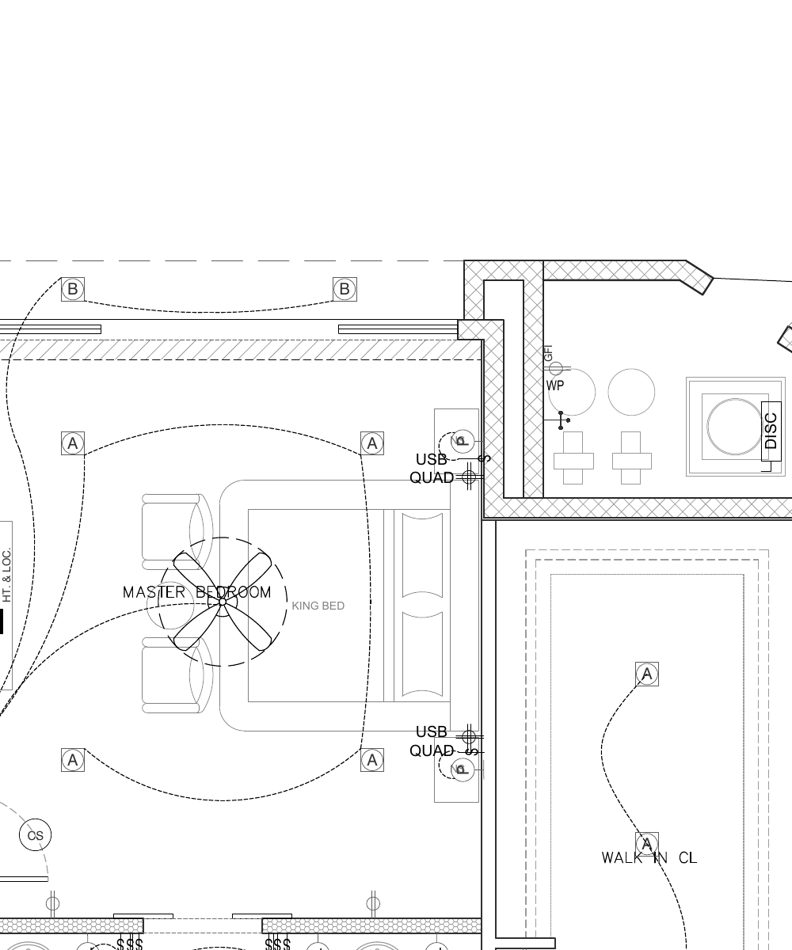 B
B
GFI
WP
A
A
P
USB
$
QUAD
DISC
HT. & LOC.
MASTER BEDROOM
KING BED
A
USB
QUAD
$
A
A
P
CS
A
WALK IN CL
$$$
$$$